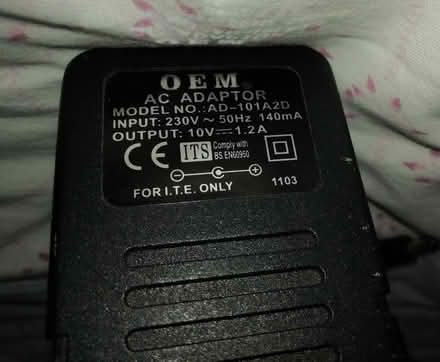 OEM
AC ADAPTOR
MODEL NO.:AD-101A2D
INPUT: 230V ~ 50Hz 140mA
OUTPUT: 10V⎓1.2A
CE ITS Comply with
BS.EN60950
− +
FOR I.T.E. ONLY 1103